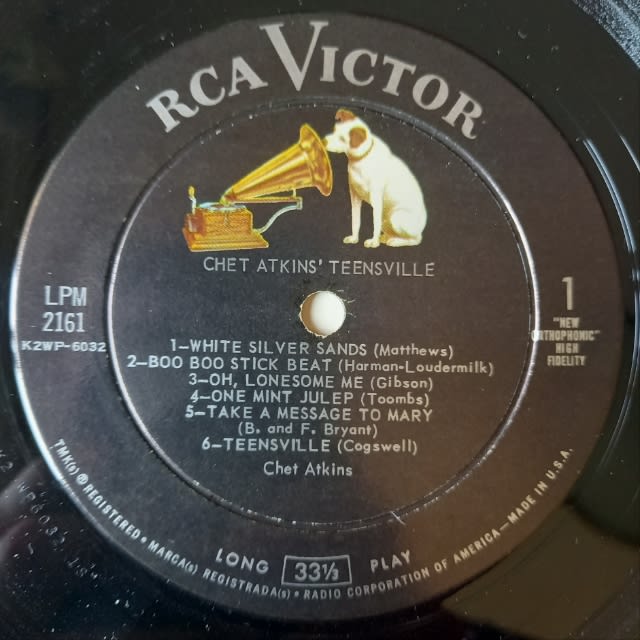 RCA VICTOR
CHET ATKINS' TEENSVILLE
LPM
2161
K2WP-6032
1
"NEW
ORTHOPHONIC"
HIGH
FIDELITY
1—WHITE SILVER SANDS (Matthews)
2—BOO BOO STICK BEAT (Harman-Loudermilk)
3—OH, LONESOME ME (Gibson)
4—ONE MINT JULEP (Toombs)
5—TAKE A MESSAGE TO MARY
(B. and F. Bryant)
6—TEENSVILLE (Cogswell)
Chet Atkins
LONG 33⅓ PLAY
TMK(s) ® REGISTERED • MARCA(s) REGISTRADA(s) • RADIO CORPORATION OF AMERICA—MADE IN U.S.A.